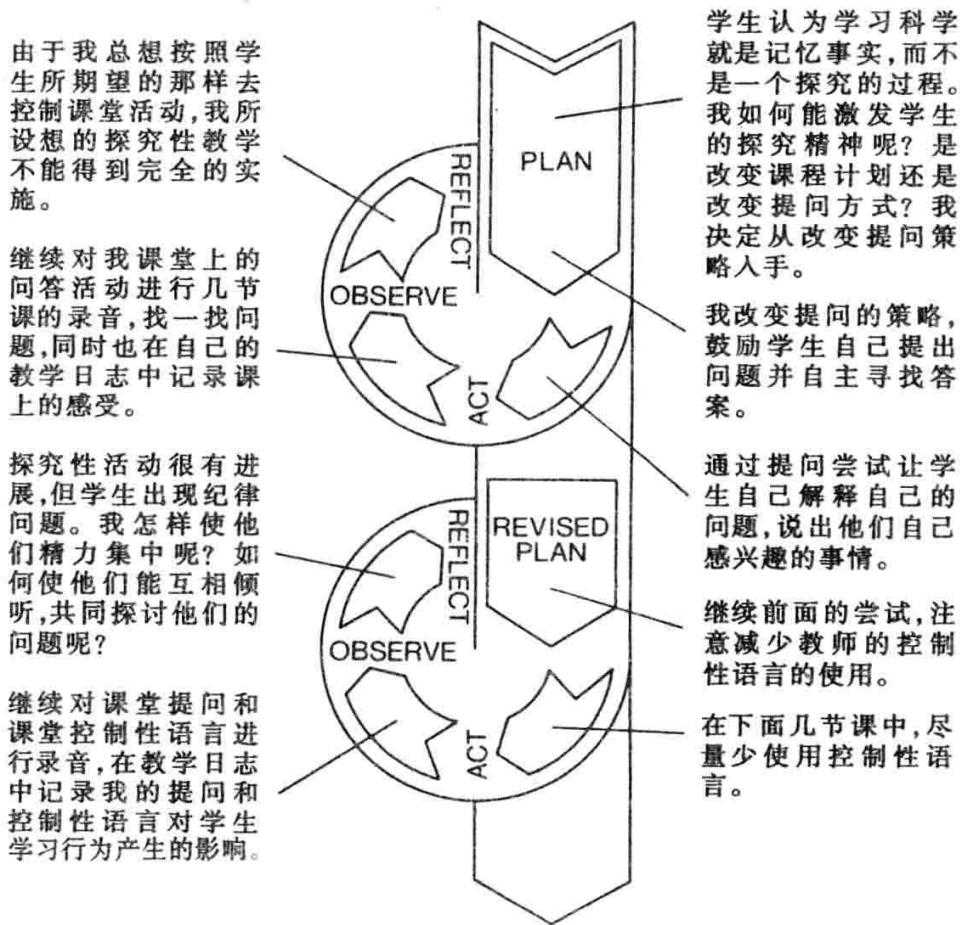 由于我总想按照学
生所期望的那样去
控制课堂活动,我所
设想的探究性教学
不能得到完全的实
施。
继续对我课堂上的
问答活动进行几节
课的录音,找一找问
题,同时也在自己的
教学日志中记录课
上的感受。
探究性活动很有进
展,但学生出现纪律
问题。我怎样使他
们精力集中呢? 如
何使他们能互相倾
听,共同探讨他们的
问题呢?
继续对课堂提问和
课堂控制性语言进
行录音,在教学日志
中记录我的提问和
控制性语言对学生
学习行为产生的影响。
PLAN
REFLECT
OBSERVE
ACT
REVISED
PLAN
REFLECT
OBSERVE
ACT
学生认为学习科学
就是记忆事实,而不
是一个探究的过程。
我如何能激发学生
的探究精神呢? 是
改变课程计划还是
改变提问方式? 我
决定从改变提问策
略入手。
我改变提问的策略,
鼓励学生自己提出
问题并自主寻找答
案。
通过提问尝试让学
生自己解释自己的
问题,说出他们自己
感兴趣的事情。
继续前面的尝试,注
意减少教师的控制
性语言的使用。
在下面几节课中,尽
量少使用控制性语
言。